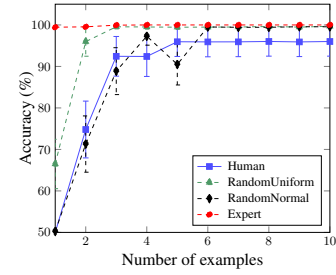 Accuracy (%)
100
90
80
70
60
50
Human
RandomUniform
RandomNormal
Expert
2
4
6
8
10
Number of examples